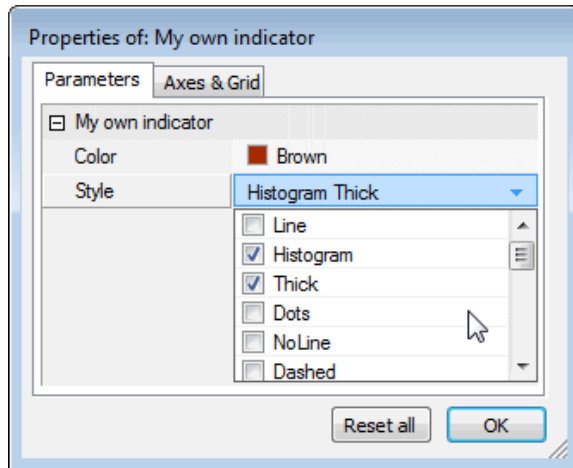 Properties of: My own indicator
Parameters Axes & Grid
My own indicator
Color Brown
Style Histogram Thick
Line
Histogram
Thick
Dots
NoLine
Dashed
Reset all OK